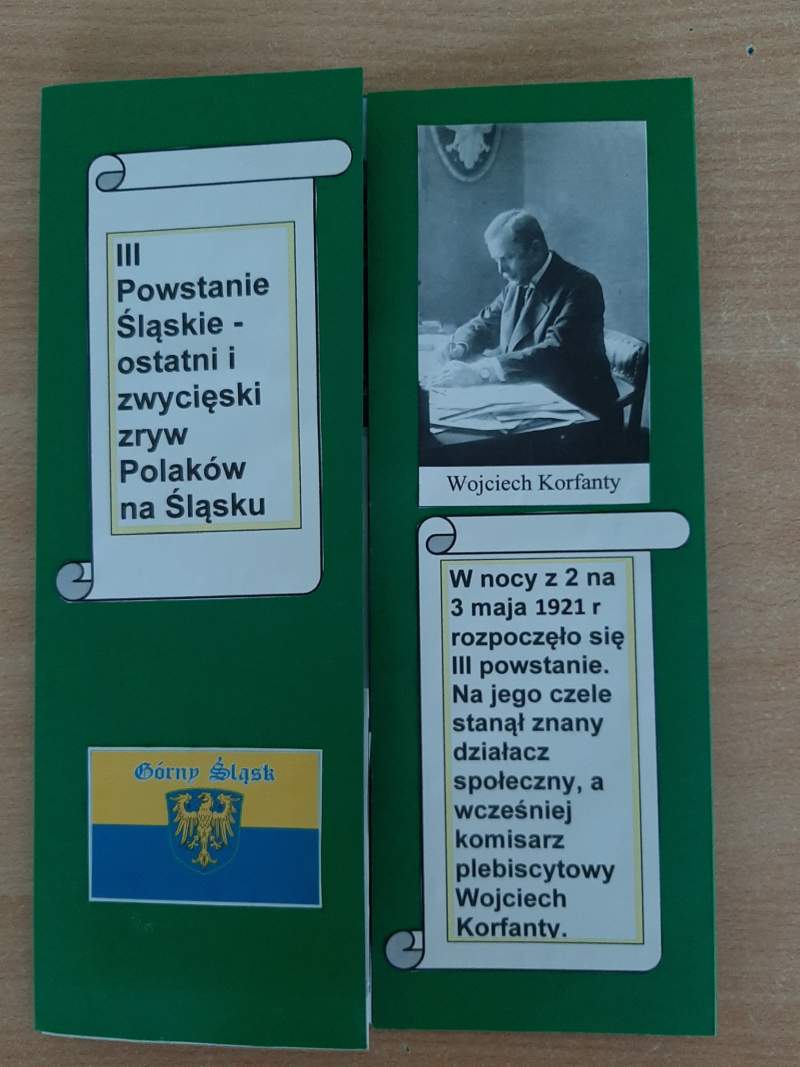 III
Powstanie
Śląskie -
ostatni i
zwycięski
zryw
Polaków
na Śląsku
Górny Śląsk
Wojciech Korfanty
W nocy z 2 na
3 maja 1921 r
rozpoczęło się
III powstanie.
Na jego czele
stanął znany
działacz
społeczny, a
wcześniej
komisarz
plebiscytowy
Wojciech
Korfanty.